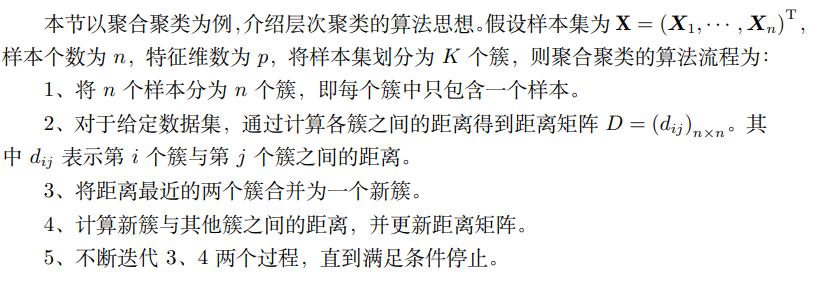 本节以聚合聚类为例,介绍层次聚类的算法思想。假设样本集为 X = (X₁, ⋯ , Xₙ)ᵀ,
样本个数为 n，特征维数为 p，将样本集划分为 K 个簇，则聚合聚类的算法流程为：
1、将 n 个样本分为 n 个簇，即每个簇中只包含一个样本。
2、对于给定数据集，通过计算各簇之间的距离得到距离矩阵 D = (dᵢⱼ)ₙ×ₙ。其
中 dᵢⱼ 表示第 i 个簇与第 j 个簇之间的距离。
3、将距离最近的两个簇合并为一个新簇。
4、计算新簇与其他簇之间的距离，并更新距离矩阵。
5、不断迭代 3、4 两个过程，直到满足条件停止。